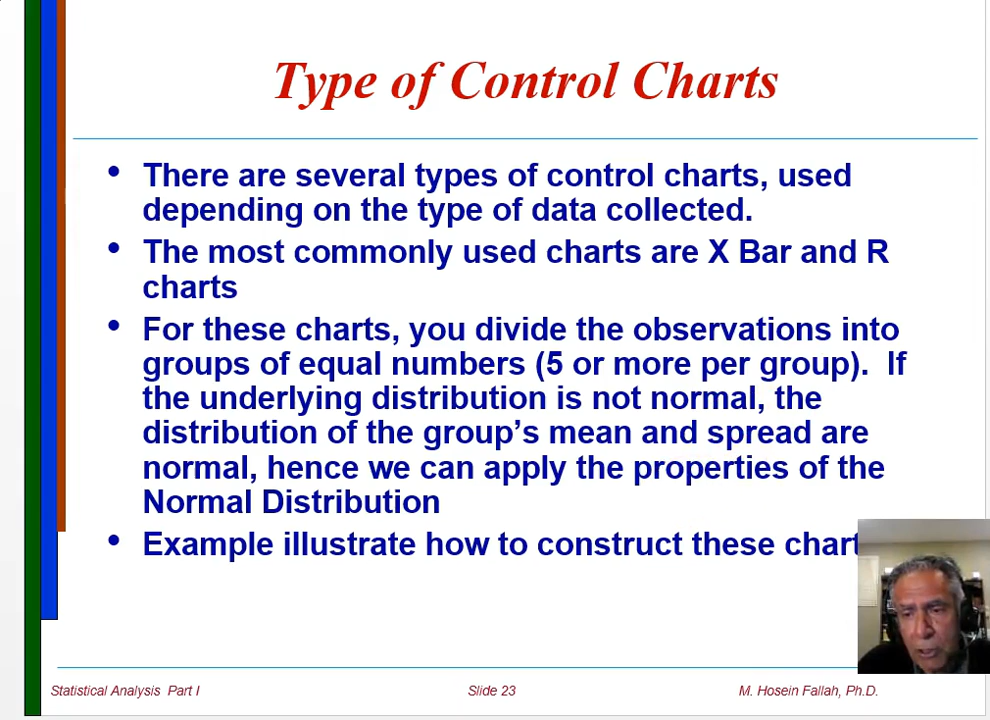 Type of Control Charts
• There are several types of control charts, used
depending on the type of data collected.
• The most commonly used charts are X Bar and R
charts
• For these charts, you divide the observations into
groups of equal numbers (5 or more per group).  If
the underlying distribution is not normal, the
distribution of the group’s mean and spread are
normal, hence we can apply the properties of the
Normal Distribution
• Example illustrate how to construct these chart
Statistical Analysis  Part I
Slide 23
M. Hosein Fallah, Ph.D.